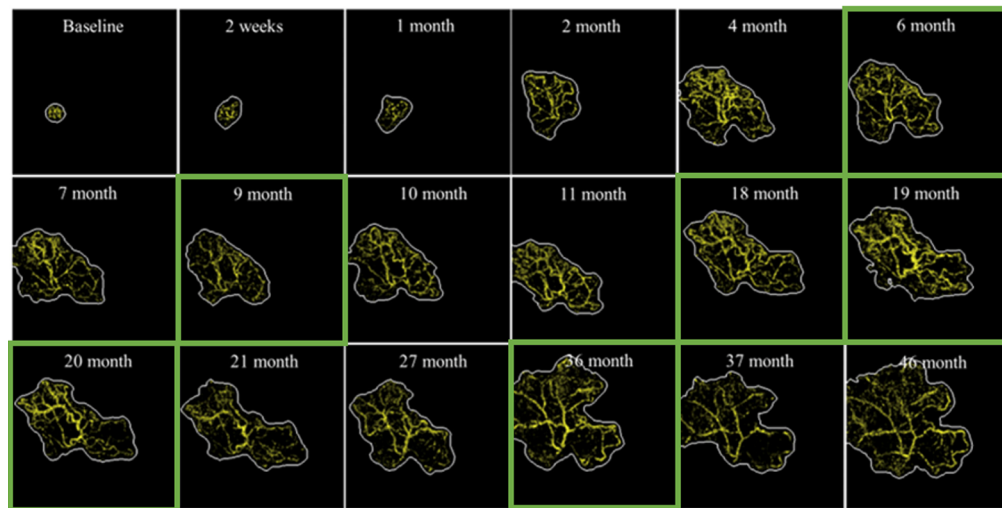 Baseline
2 weeks
1 month
2 month
4 month
6 month
7 month
9 month
10 month
11 month
18 month
19 month
20 month
21 month
27 month
36 month
37 month
46 month